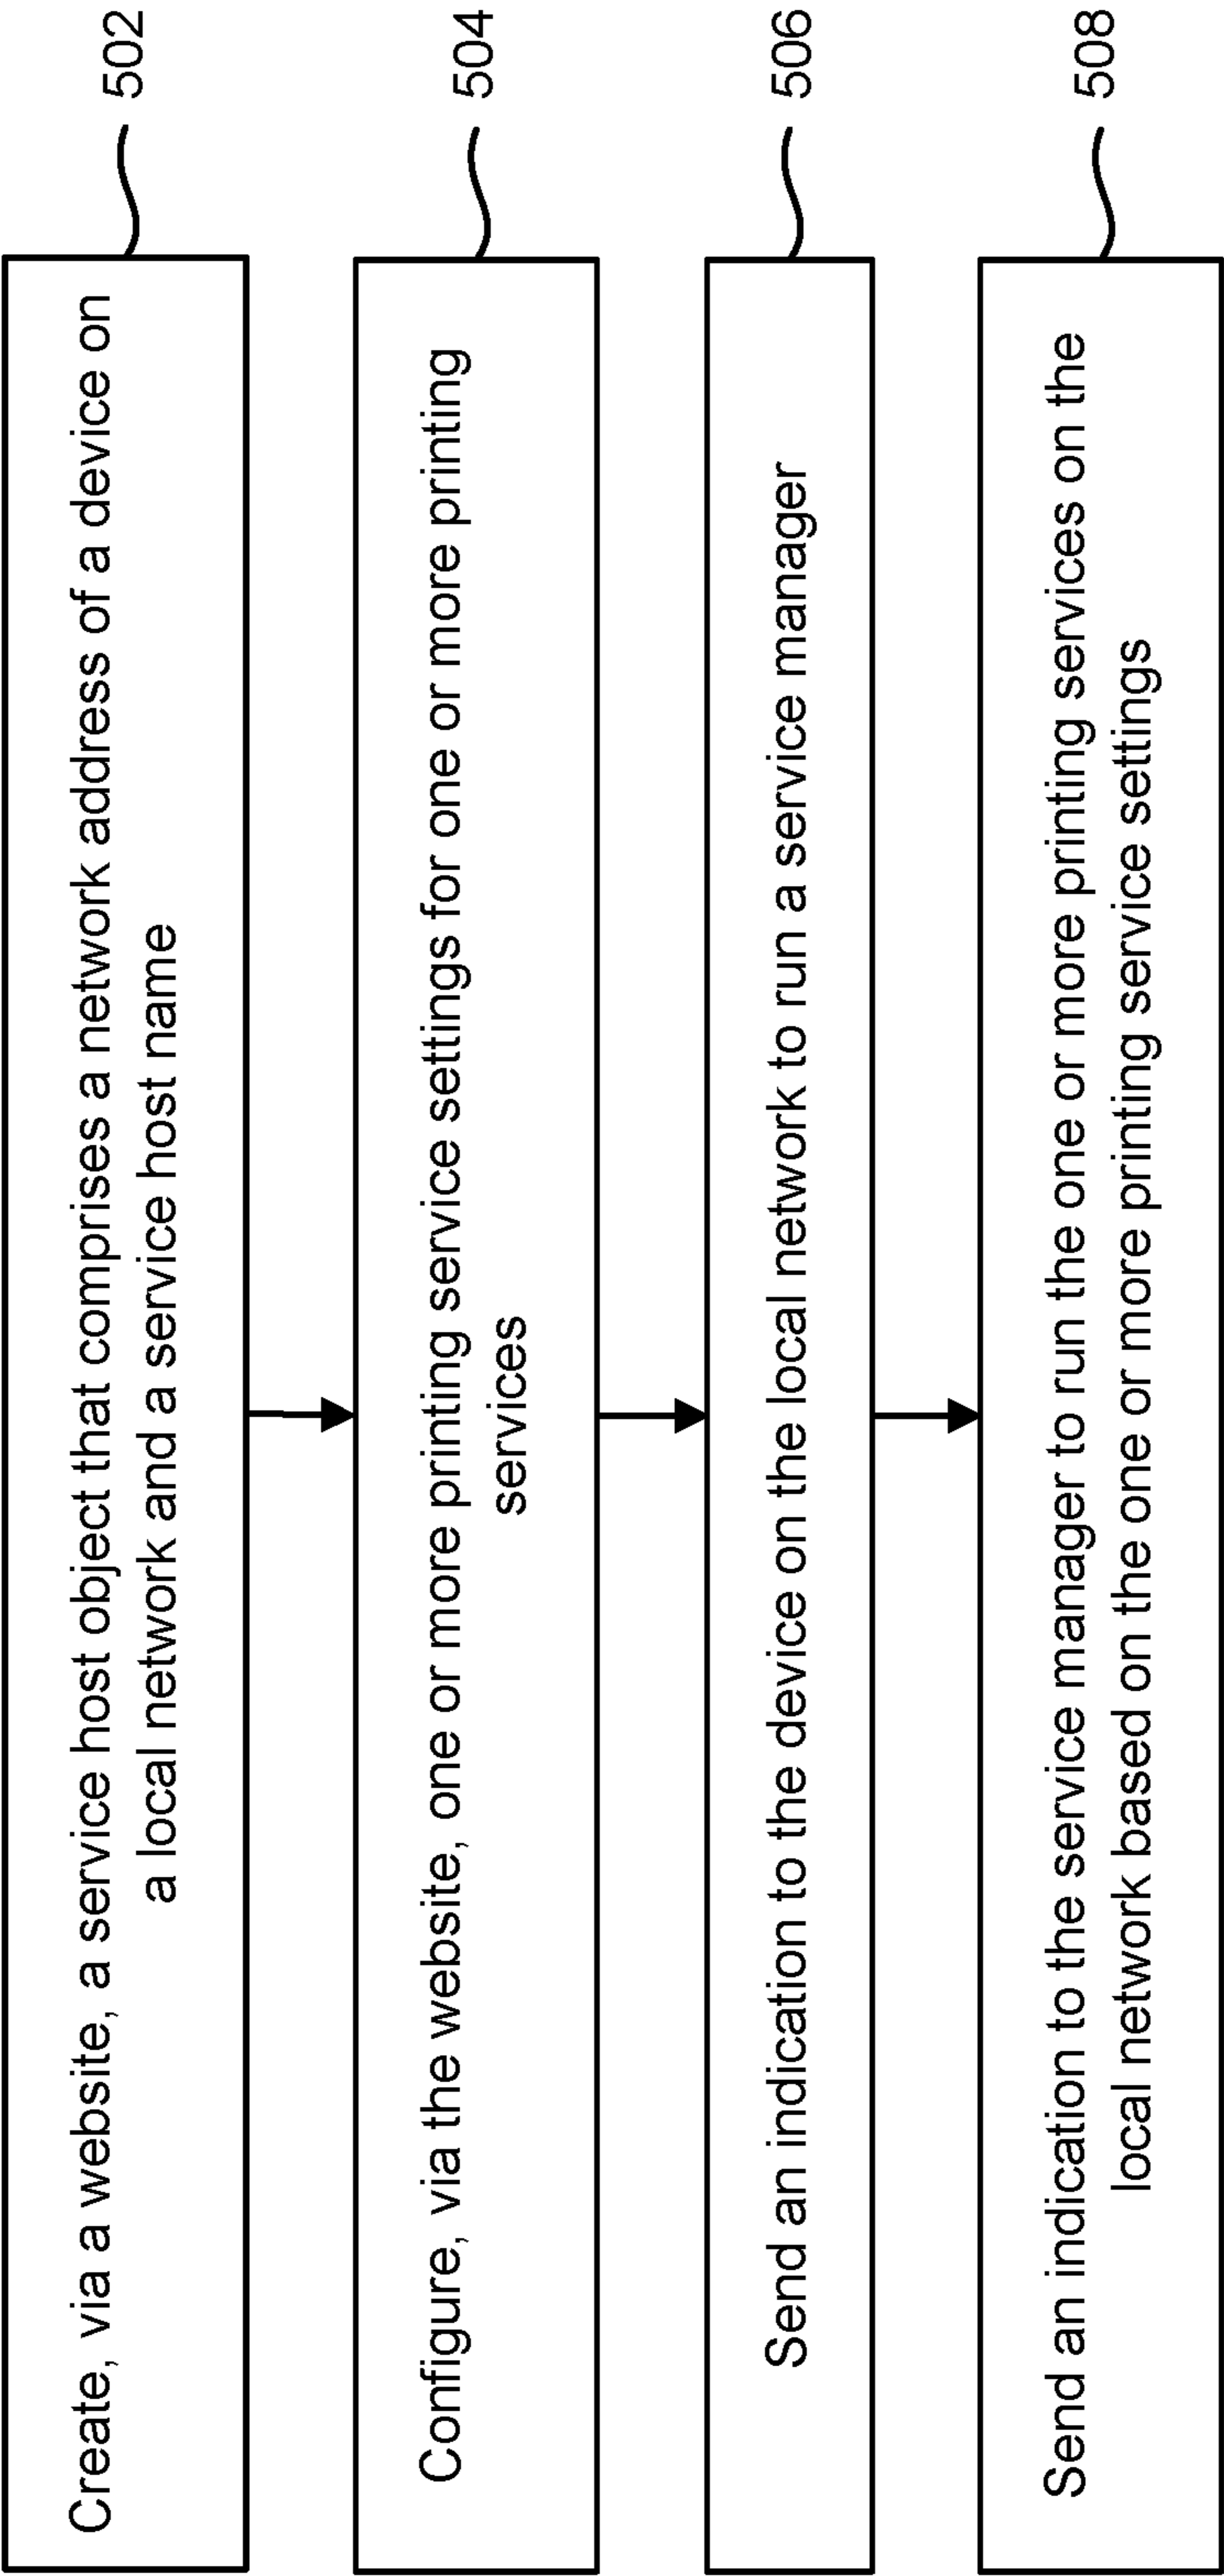 Create, via a website, a service host object that comprises a network address of a device on
a local network and a service host name
502
Configure, via the website, one or more printing service settings for one or more printing
services
504
Send an indication to the device on the local network to run a service manager
506
Send an indication to the service manager to run the one or more printing services on the
local network based on the one or more printing service settings
508